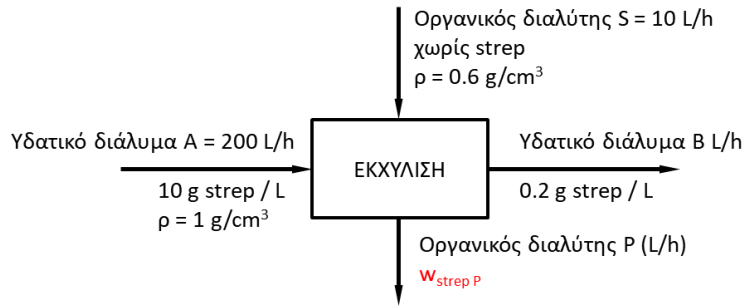 Οργανικός διαλύτης S = 10 L/h
χωρίς strep
ρ = 0.6 g/cm³
Υδατικό διάλυμα A = 200 L/h
10 g strep / L
ρ = 1 g/cm³
ΕΚΧΥΛΙΣΗ
Υδατικό διάλυμα B L/h
0.2 g strep / L
Οργανικός διαλύτης P (L/h)
w strep P